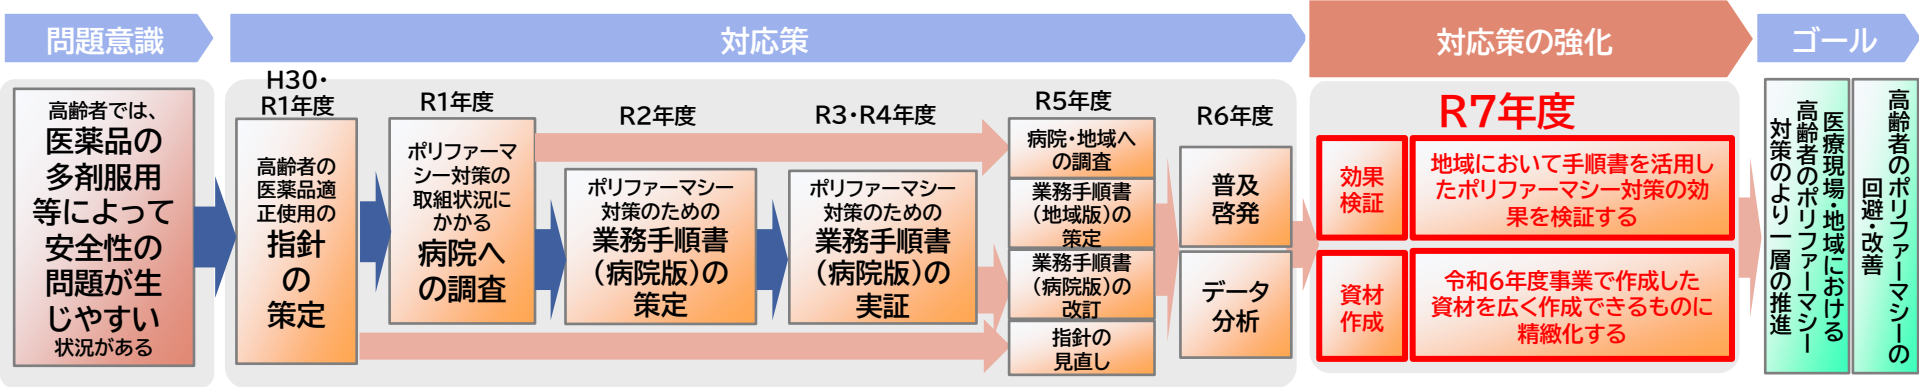 問題意識
対応策
対応策の強化
ゴール
高齢者では、
医薬品の
多剤服用
等によって
安全性の
問題が生
じやすい
状況がある
H30・
R1年度
高齢者の
医薬品適
正使用の
指針
の
策定
R1年度
ポリファーマ
シー対策の
取組状況に
かかる
病院へ
の調査
R2年度
ポリファーマシー
対策のための
業務手順書
(病院版)の
策定
R3・R4年度
ポリファーマシー
対策のための
業務手順書
(病院版)の
実証
R5年度
病院・地域へ
の調査
業務手順書
(地域版)の
策定
業務手順書
(病院版)の
改訂
指針の
見直し
R6年度
普及
啓発
データ
分析
R7年度
効果
検証
地域において手順書を活用し
たポリファーマシー対策の効
果を検証する
資材
作成
令和6年度事業で作成した
資材を広く作成できるものに
精緻化する
医療現場・地域における
高齢者のポリファーマシー
対策のより一層の推進
高齢者のポリファーマシーの
回避・改善